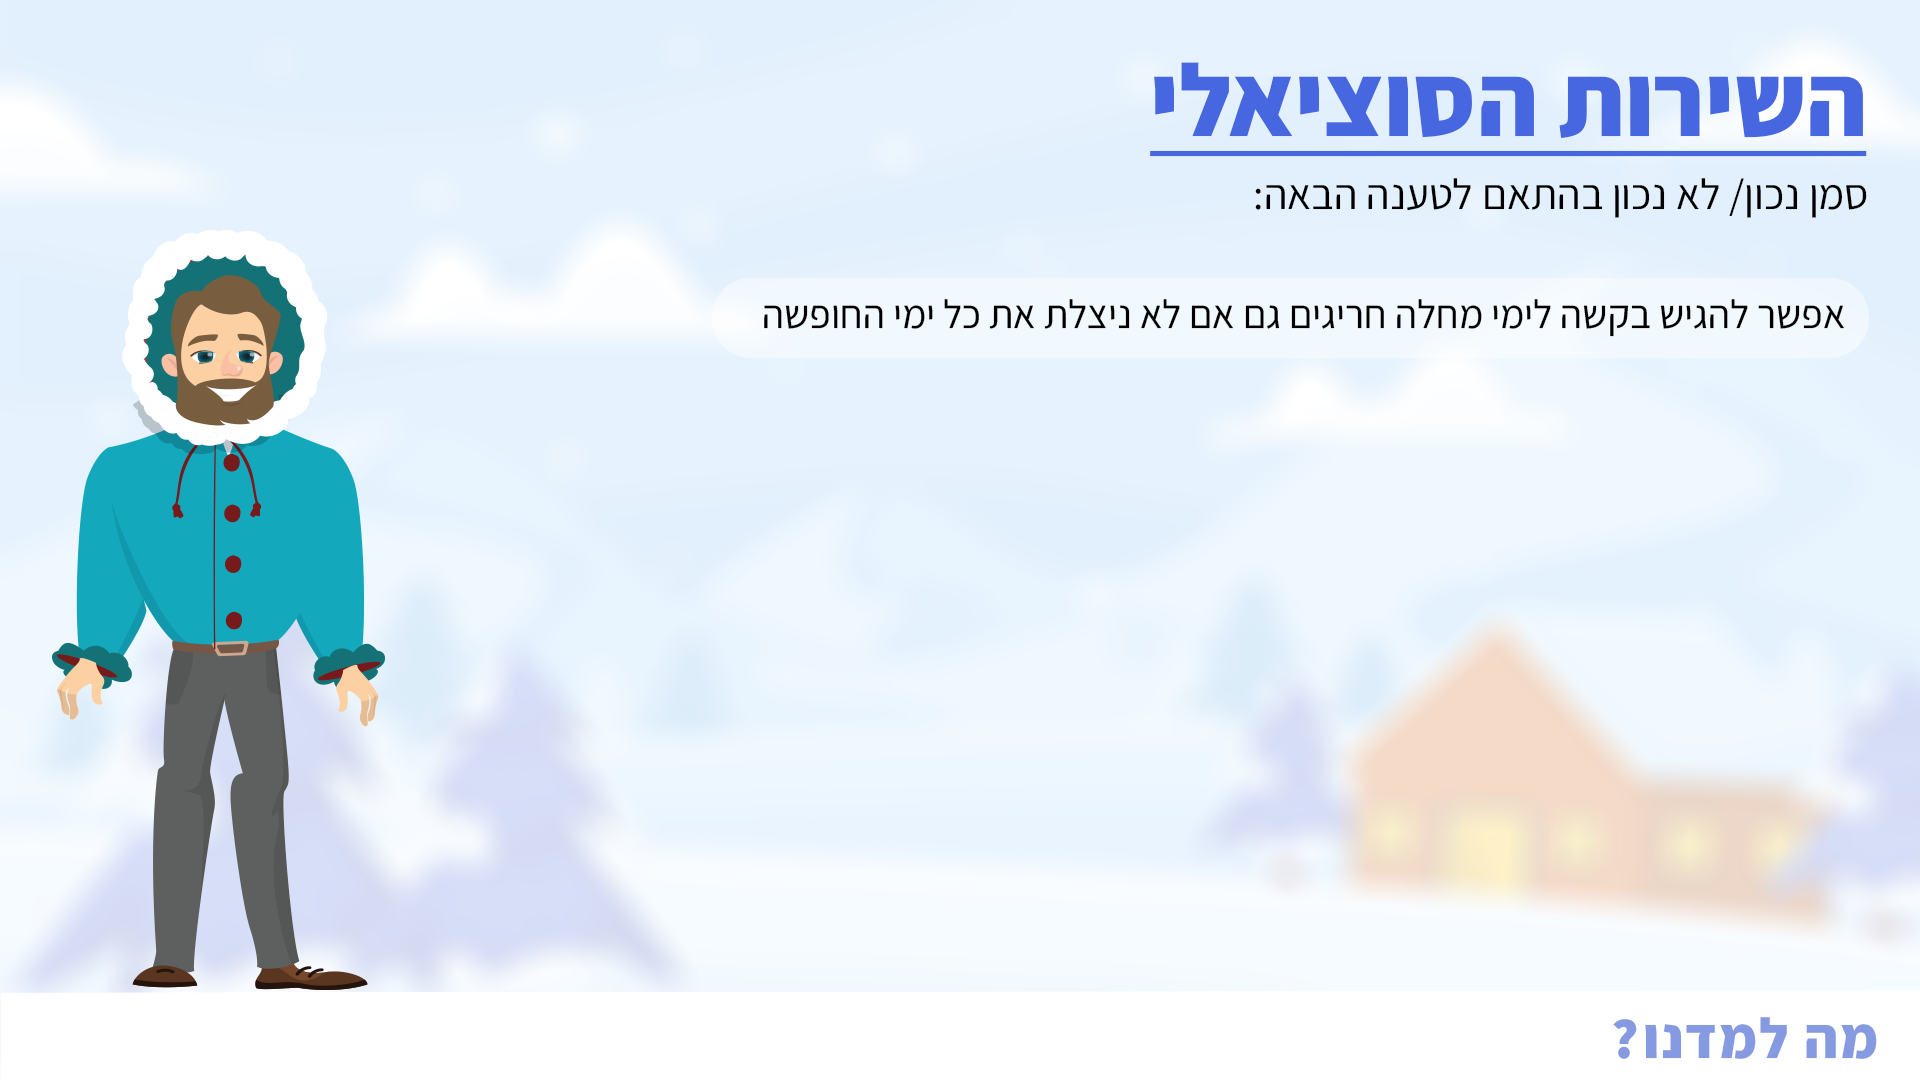 השירות הסוציאלי
סמן נכון/ לא נכון בהתאם לטענה הבאה:
אפשר להגיש בקשה לימי מחלה חריגים גם אם לא ניצלת את כל ימי החופשה
מה למדנו?